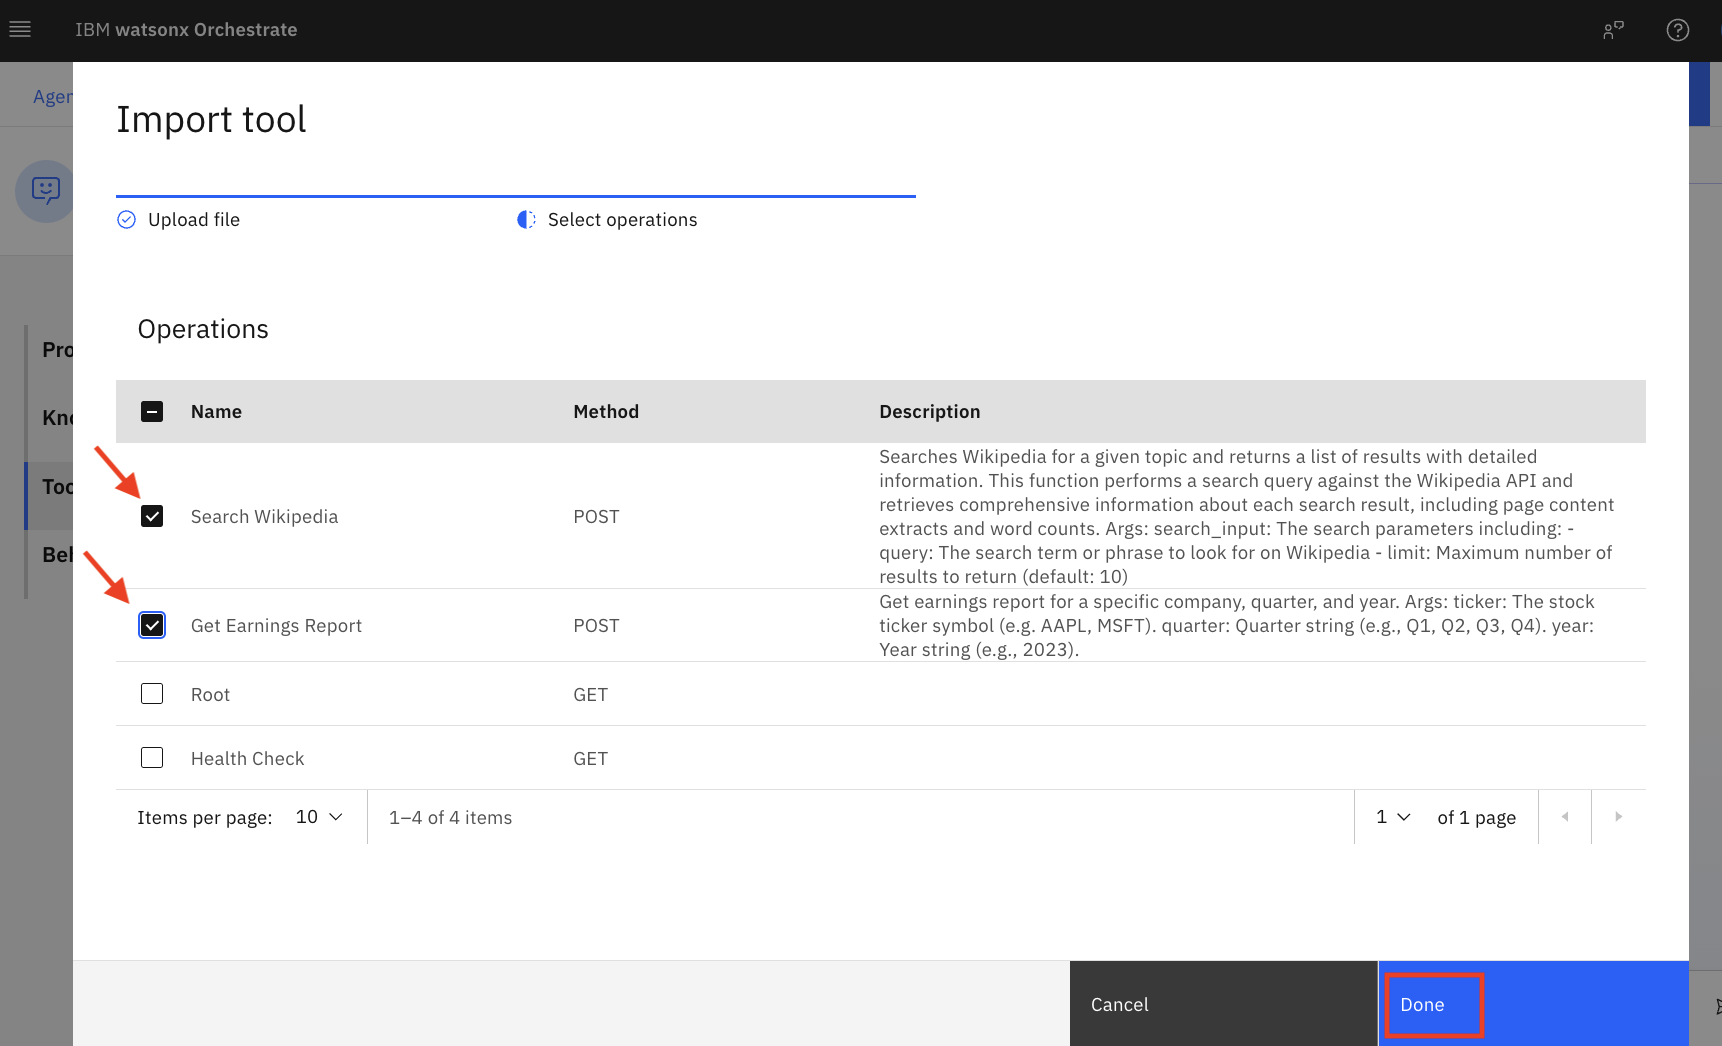 IBM watsonx Orchestrate
Import tool
Upload file
Select operations
Operations
Name Method Description
Search Wikipedia POST
Searches Wikipedia for a given topic and returns a list of results with detailed
information. This function performs a search query against the Wikipedia API and
retrieves comprehensive information about each search result, including page content
extracts and word counts. Args: search_input: The search parameters including: -
query: The search term or phrase to look for on Wikipedia - limit: Maximum number of
results to return (default: 10)
Get Earnings Report POST
Get earnings report for a specific company, quarter, and year. Args: ticker: The stock
ticker symbol (e.g. AAPL, MSFT). quarter: Quarter string (e.g., Q1, Q2, Q3, Q4). year:
Year string (e.g., 2023).
Root GET
Health Check GET
Items per page: 10 1–4 of 4 items 1 of 1 page
Cancel Done